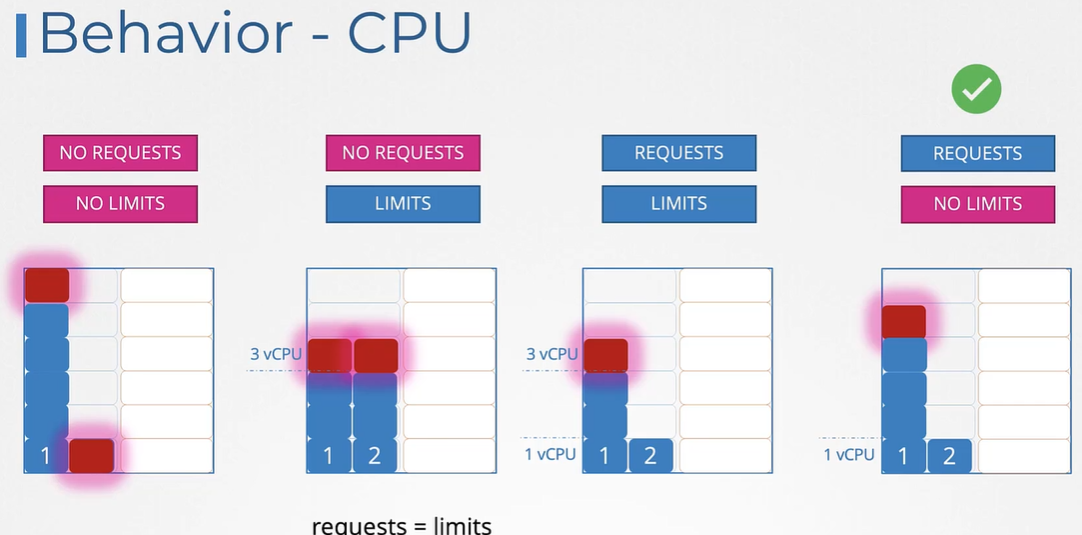 Behavior - CPU
NO REQUESTS
NO LIMITS
1
NO REQUESTS
LIMITS
3 vCPU
1 2
requests = limits
REQUESTS
LIMITS
3 vCPU
1 vCPU
1 2
REQUESTS
NO LIMITS
1 vCPU
1 2